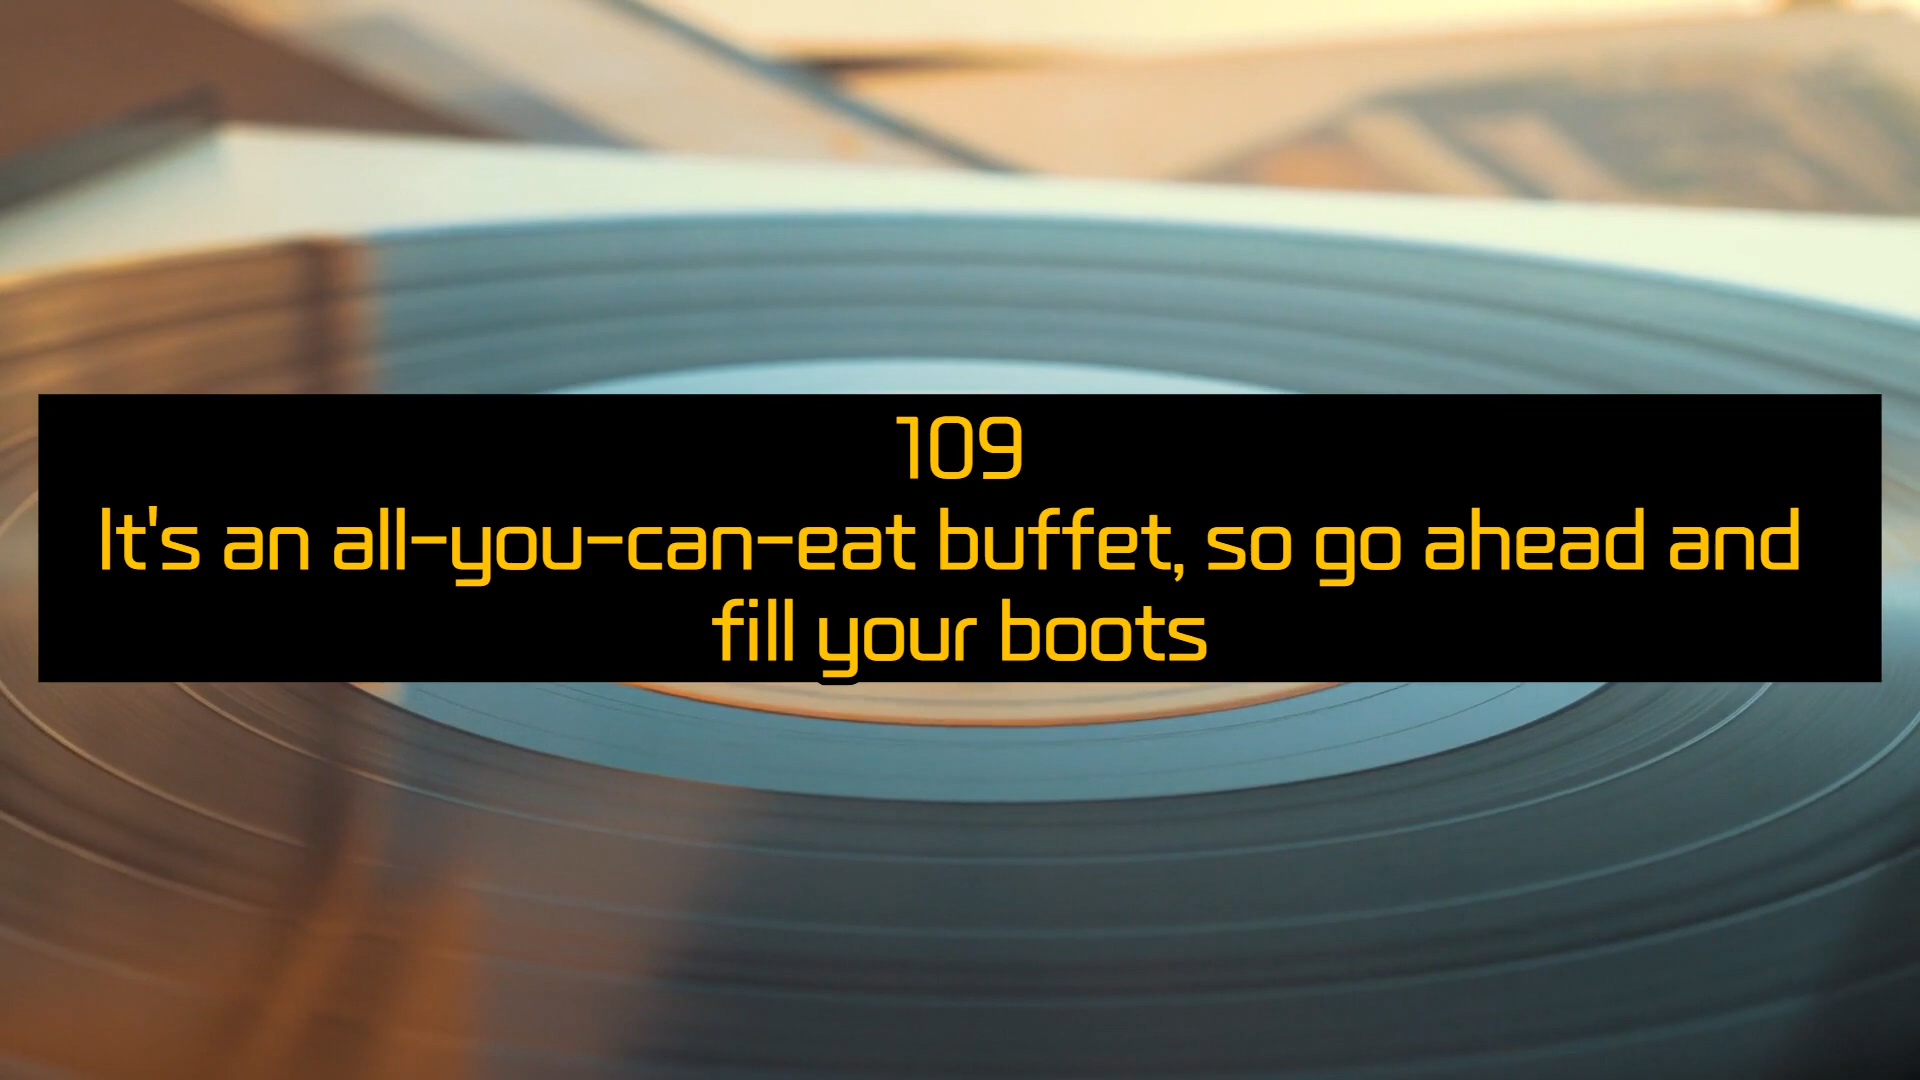 109
It's an all-you-can-eat buffet, so go ahead and
fill your boots